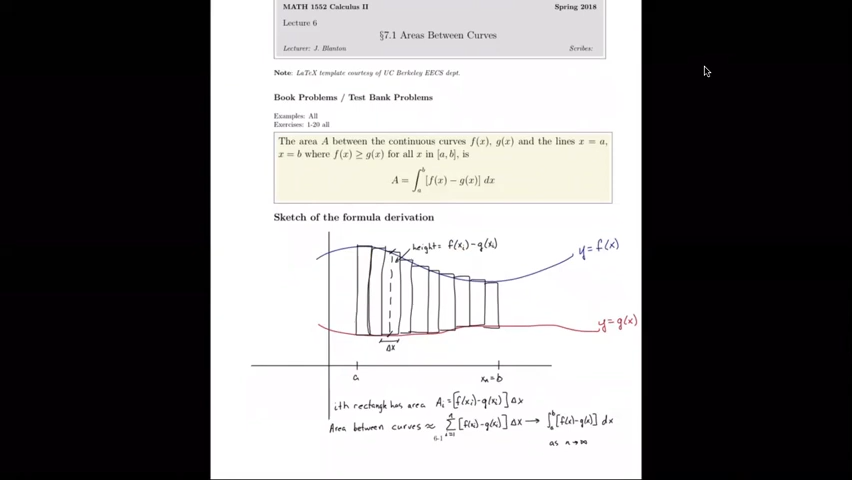 MATH 1552 Calculus II Spring 2018
Lecture 6
§7.1 Areas Between Curves
Lecturer: J. Blanton Scribes:
Note: LaTeX template courtesy of UC Berkeley EECS dept.
Book Problems / Test Bank Problems
Examples: All
Exercises: 1-20 all
The area A between the continuous curves f(x), g(x) and the lines x = a,
x = b where f(x) ≥ g(x) for all x in [a, b], is
A = ∫_a^b [f(x) − g(x)] dx
Sketch of the formula derivation
height = f(xᵢ)-g(xᵢ)
y=f(x)
y=g(x)
Δx
a xₙ=b
ith rectangle has area Aᵢ=[f(xᵢ)-g(xᵢ)]Δx
Area between curves ≈ Σ_{i=1}^n [f(xᵢ)-g(xᵢ)]Δx → ∫_a^b [f(x)-g(x)] dx
6-1
as n→∞